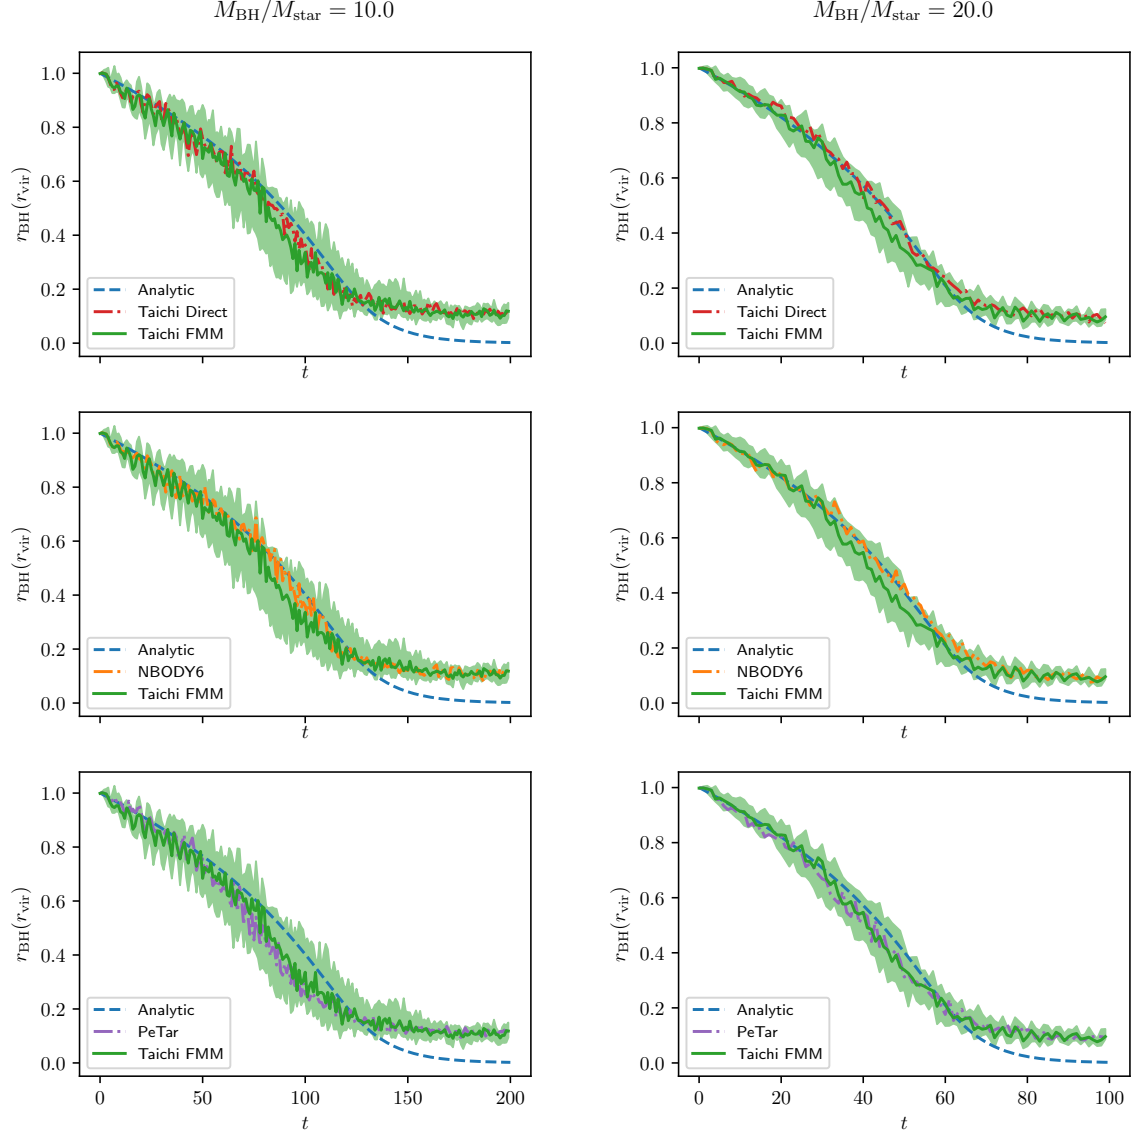 M_BH/M_star = 10.0
M_BH/M_star = 20.0
1.0
0.8
0.6
0.4
0.2
0.0
r_BH(r_vir)
Analytic
Taichi Direct
Taichi FMM
t
1.0
0.8
0.6
0.4
0.2
0.0
r_BH(r_vir)
Analytic
Taichi Direct
Taichi FMM
t
1.0
0.8
0.6
0.4
0.2
0.0
r_BH(r_vir)
Analytic
NBODY6
Taichi FMM
t
1.0
0.8
0.6
0.4
0.2
0.0
r_BH(r_vir)
Analytic
NBODY6
Taichi FMM
t
1.0
0.8
0.6
0.4
0.2
0.0
r_BH(r_vir)
Analytic
PeTar
Taichi FMM
0 50 100 150 200
t
1.0
0.8
0.6
0.4
0.2
0.0
r_BH(r_vir)
Analytic
PeTar
Taichi FMM
0 20 40 60 80 100
t